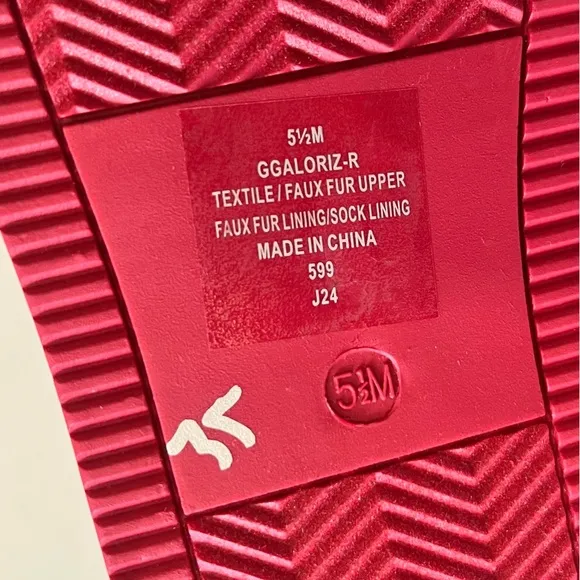 5½M
GGALORIZ-R
TEXTILE/FAUX FUR UPPER
FAUX FUR LINING/SOCK LINING
MADE IN CHINA
599
J24
5½M